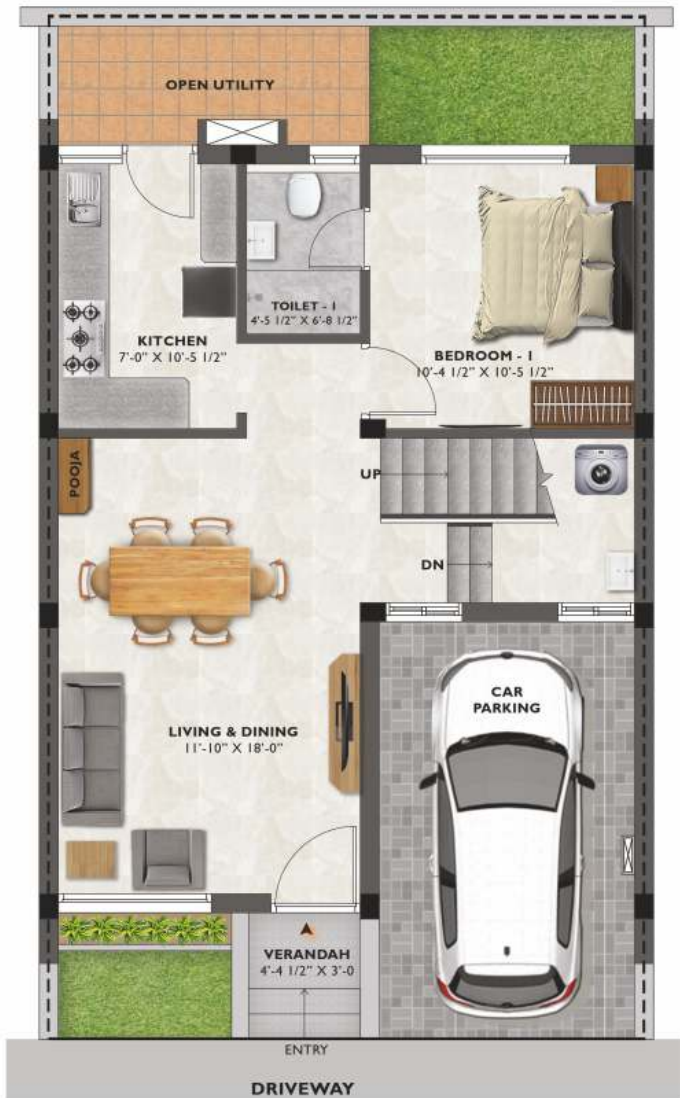 OPEN UTILITY
TOILET - 1
4'-5 1/2" X 6'-8 1/2"
KITCHEN
7'-0" X 10'-5 1/2"
BEDROOM - 1
10'-4 1/2" X 10'-5 1/2"
POOJA
UP
DN
CAR
PARKING
LIVING & DINING
11'-10" X 18'-0"
VERANDAH
4'-4 1/2" X 3'-0
ENTRY
DRIVEWAY